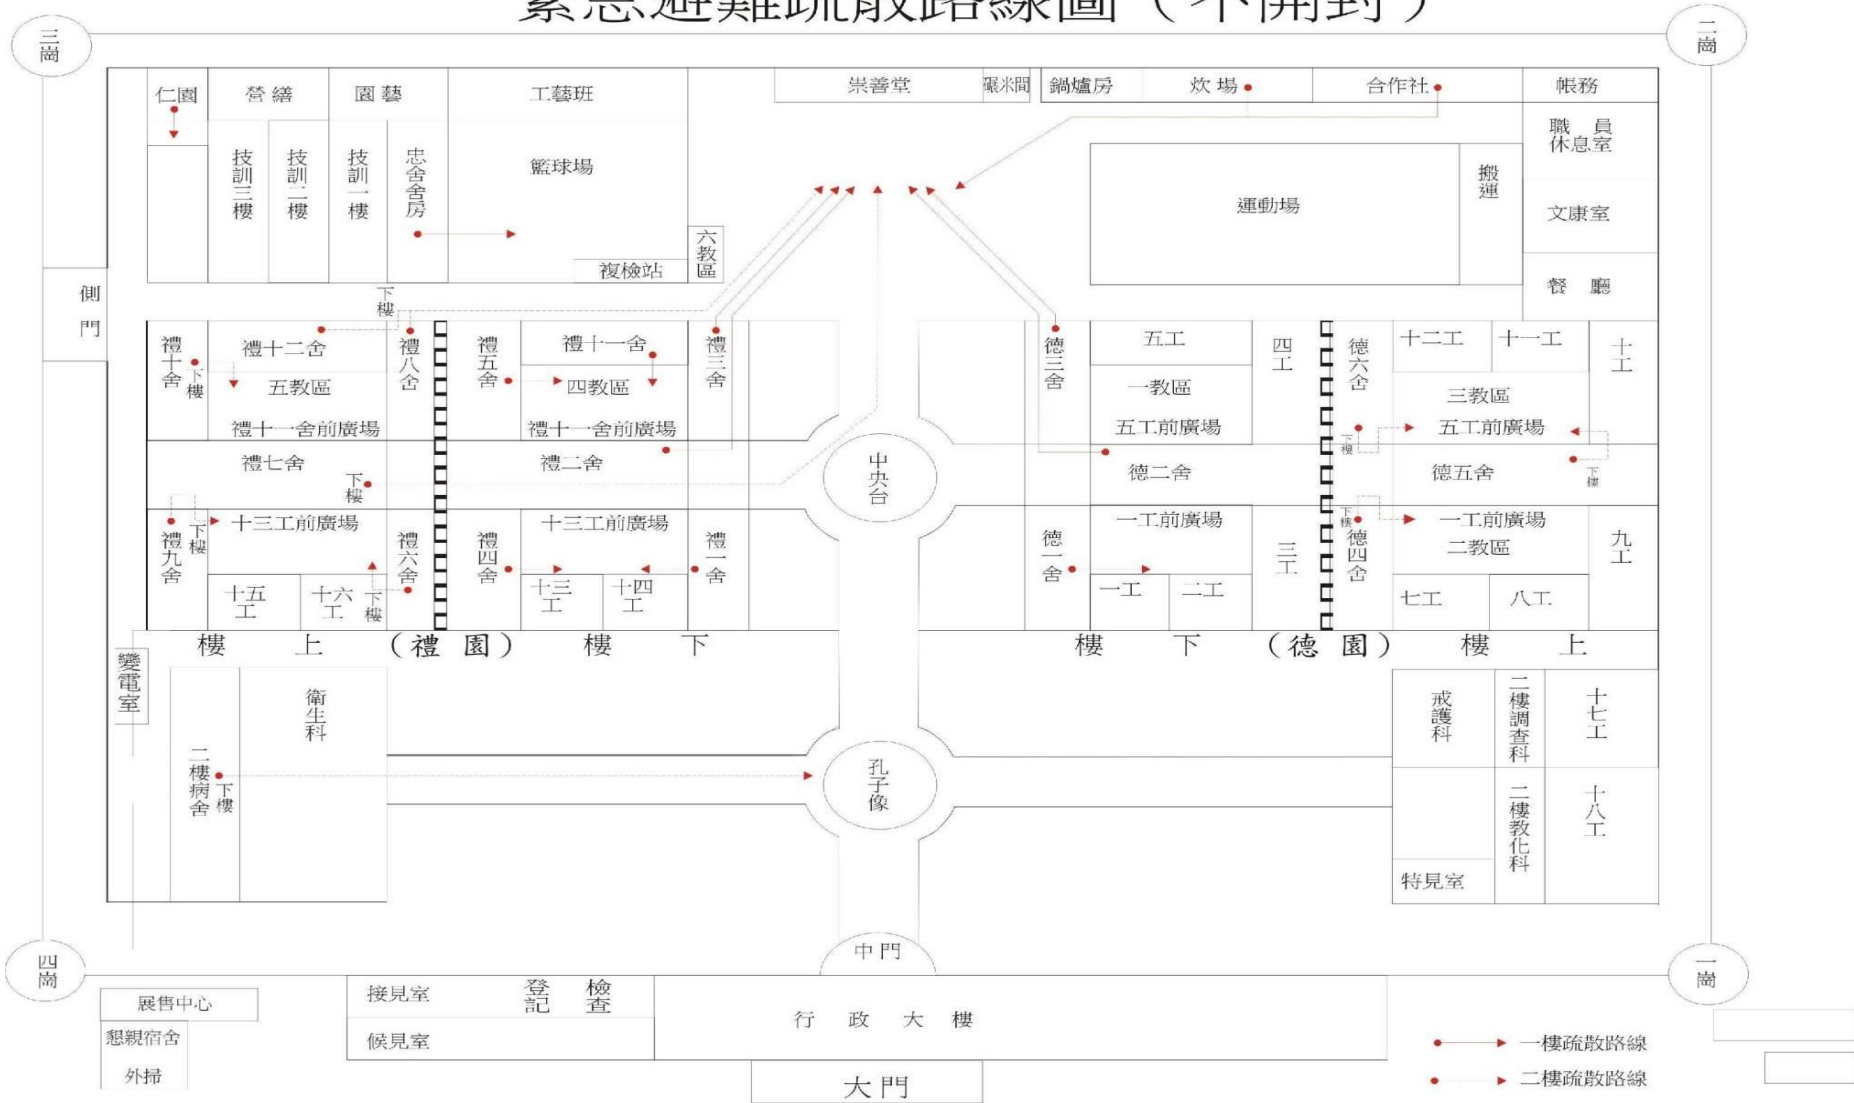 緊急避難疏散路線圖（不開封）
三崗
二崗
仁園
營繕
園藝
工藝班
崇善堂
碾米間
鍋爐房
炊場
合作社
帳務
技訓三樓
技訓二樓
技訓一樓
忠舍舍房
籃球場
複檢站
六教區
運動場
搬運
職員
休息室
文康室
餐廳
側門
下樓
禮十舍
下樓
禮十二舍
五教區
禮十一舍前廣場
禮八舍
禮五舍
禮十一舍
四教區
禮十一舍前廣場
禮三舍
德三舍
五工
一教區
五工前廣場
四工
德六舍
下樓
十二工
十一工
三教區
五工前廣場
十工
禮七舍
下樓
禮二舍
中央台
德二舍
德五舍
下樓
禮九舍
下樓
十三工前廣場
十五工
十六工
下樓
禮六舍
禮四舍
十三工前廣場
十三工
十四工
禮一舍
德一舍
一工前廣場
一工
二工
三工
下樓
德四舍
一工前廣場
二教區
七工
八工
九工
樓上（禮園）樓下
樓下（德園）樓上
變電室
二樓病舍
下樓
衛生科
孔子像
戒護科
二樓調查科
十七工
二樓教化科
十八工
特見室
四崗
中門
一崗
展售中心
懇親宿舍
外掃
接見室
登記
檢查
候見室
行政大樓
大門
一樓疏散路線
二樓疏散路線